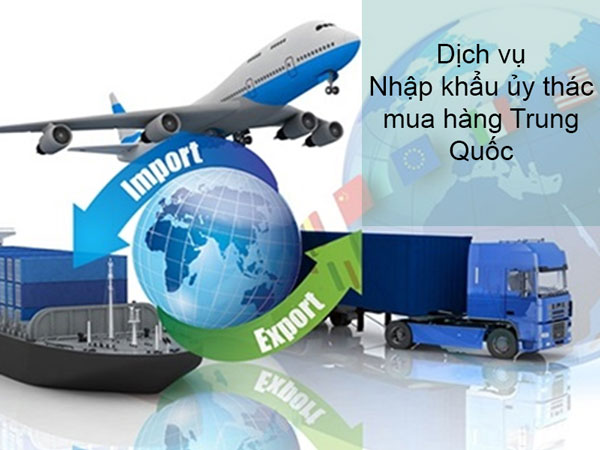 Dịch vụ
Nhập khẩu ủy thác
mua hàng Trung
Quốc
Import
Export